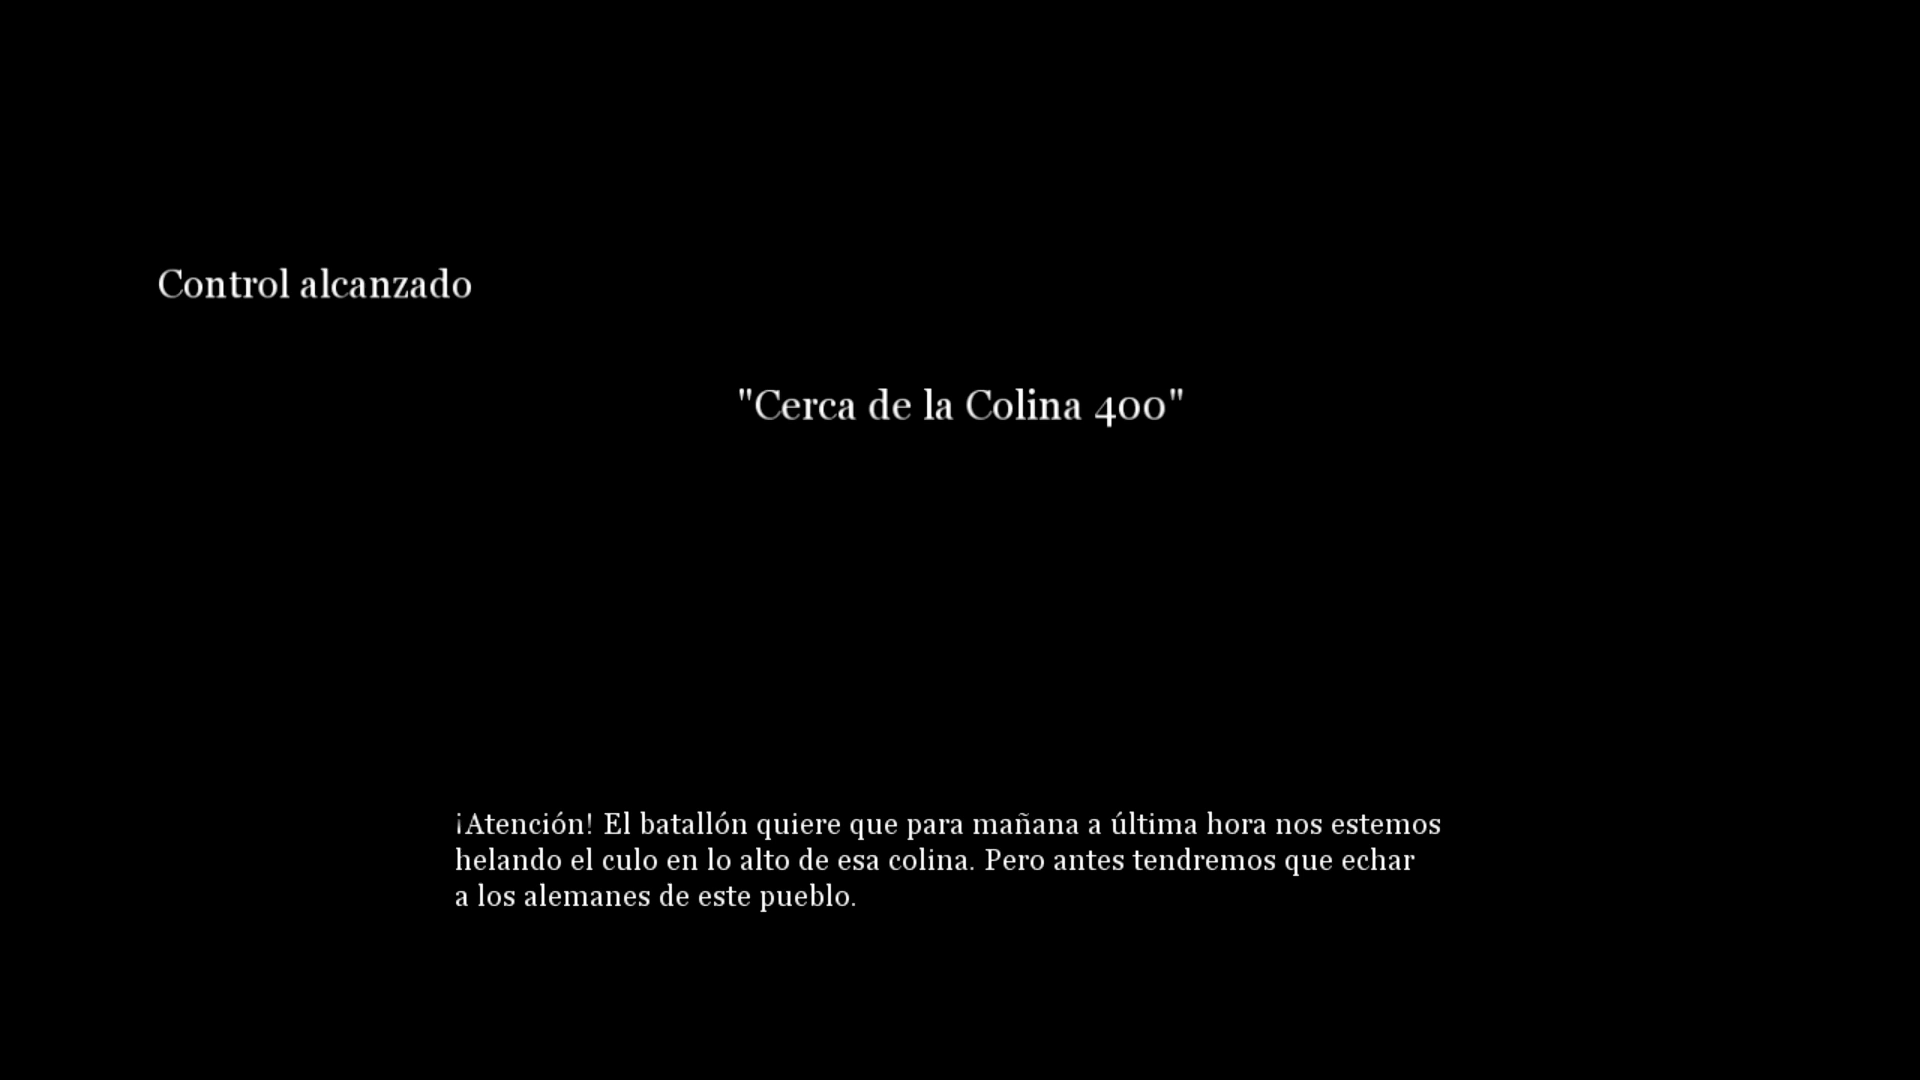 Control alcanzado
"Cerca de la Colina 400"
¡Atención! El batallón quiere que para mañana a última hora nos estemos
helando el culo en lo alto de esa colina. Pero antes tendremos que echar
a los alemanes de este pueblo.